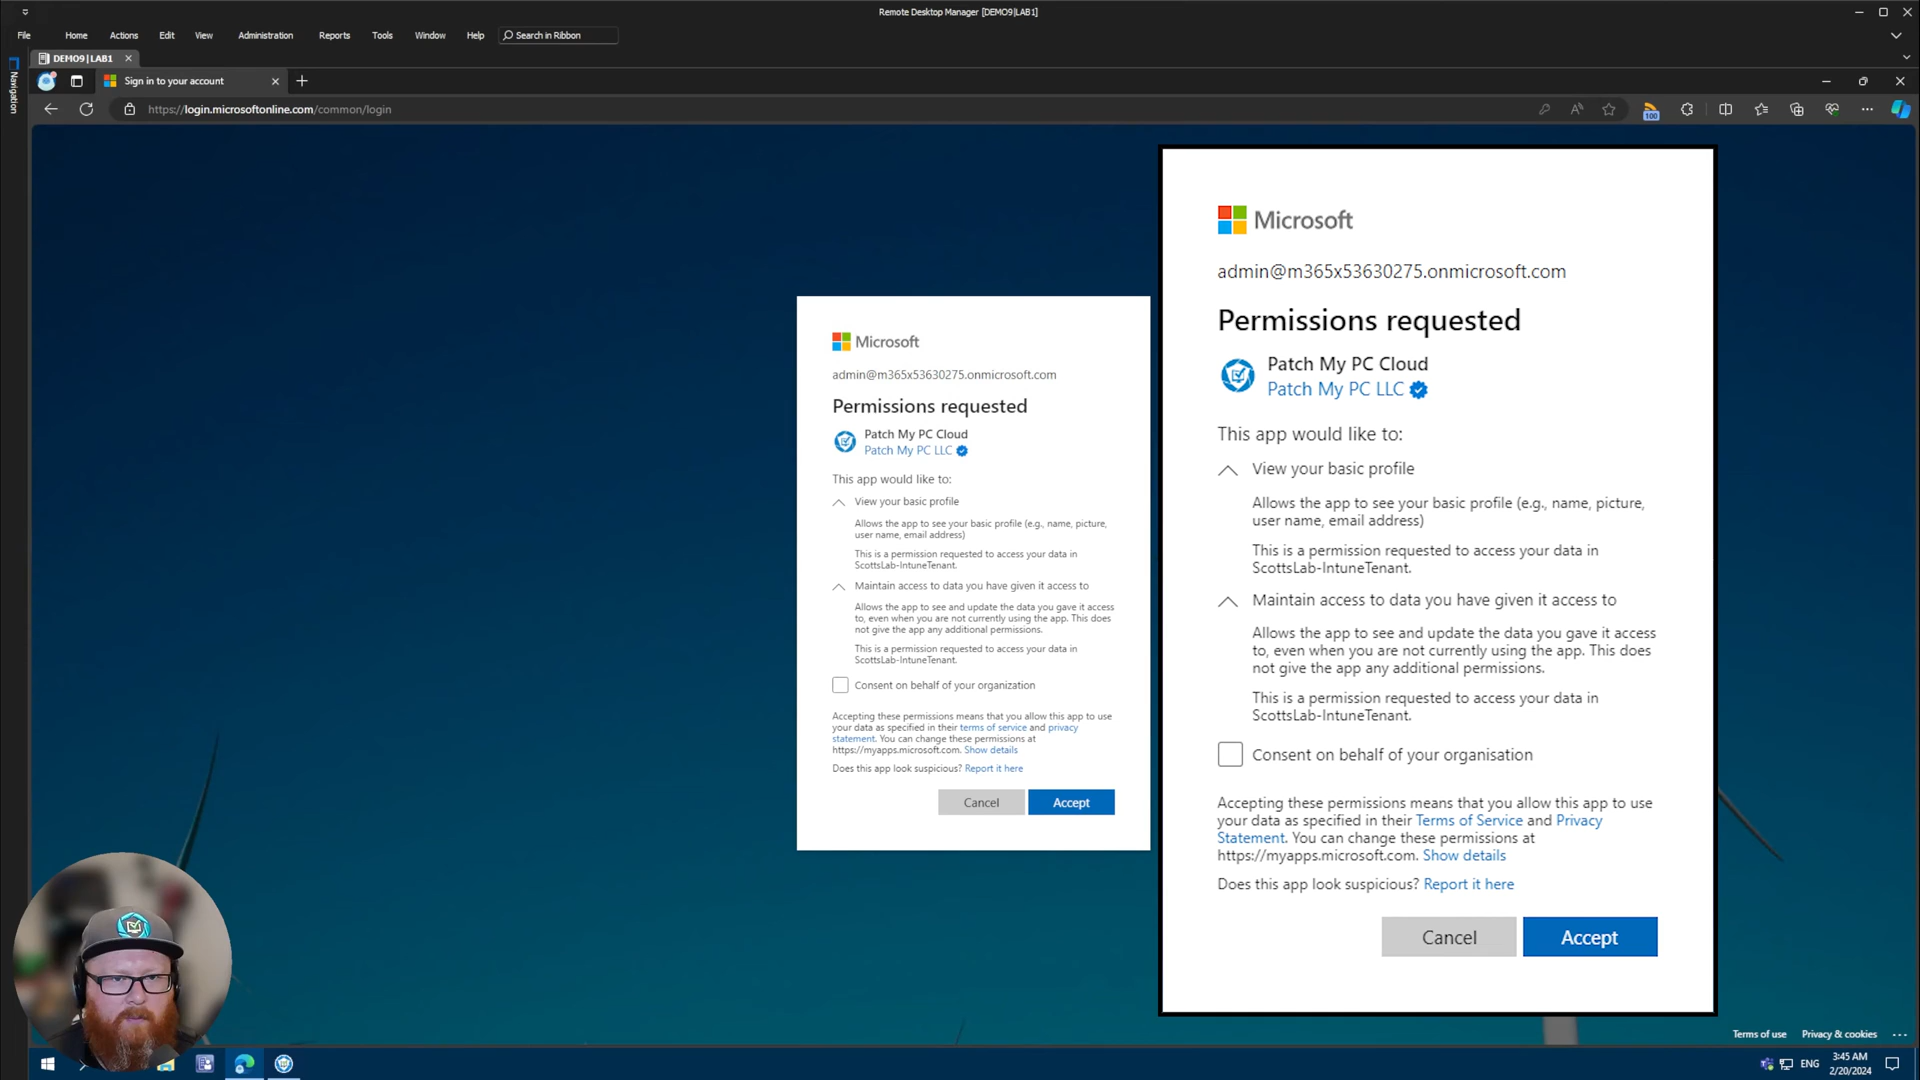 Remote Desktop Manager [DEMO9|LAB1]
File Home Actions Edit View Administration Reports Tools Window Help Search in Ribbon
DEMO9|LAB1
Navigation
Sign in to your account
https://login.microsoftonline.com/common/login
100
Microsoft
admin@m365x53630275.onmicrosoft.com
Permissions requested
Patch My PC Cloud
Patch My PC LLC
This app would like to:
View your basic profile
Allows the app to see your basic profile (e.g., name, picture,
user name, email address)
This is a permission requested to access your data in
ScottsLab-IntuneTenant.
Maintain access to data you have given it access to
Allows the app to see and update the data you gave it access
to, even when you are not currently using the app. This does
not give the app any additional permissions.
This is a permission requested to access your data in
ScottsLab-IntuneTenant.
Consent on behalf of your organization
Accepting these permissions means that you allow this app to use
your data as specified in their terms of service and privacy
statement. You can change these permissions at
https://myapps.microsoft.com. Show details
Does this app look suspicious? Report it here
Cancel Accept
Microsoft
admin@m365x53630275.onmicrosoft.com
Permissions requested
Patch My PC Cloud
Patch My PC LLC
This app would like to:
View your basic profile
Allows the app to see your basic profile (e.g., name, picture,
user name, email address)
This is a permission requested to access your data in
ScottsLab-IntuneTenant.
Maintain access to data you have given it access to
Allows the app to see and update the data you gave it access
to, even when you are not currently using the app. This does
not give the app any additional permissions.
This is a permission requested to access your data in
ScottsLab-IntuneTenant.
Consent on behalf of your organisation
Accepting these permissions means that you allow this app to use
your data as specified in their Terms of Service and Privacy
Statement. You can change these permissions at
https://myapps.microsoft.com. Show details
Does this app look suspicious? Report it here
Cancel Accept
Terms of use Privacy & cookies ...
ENG
3:45 AM
2/20/2024